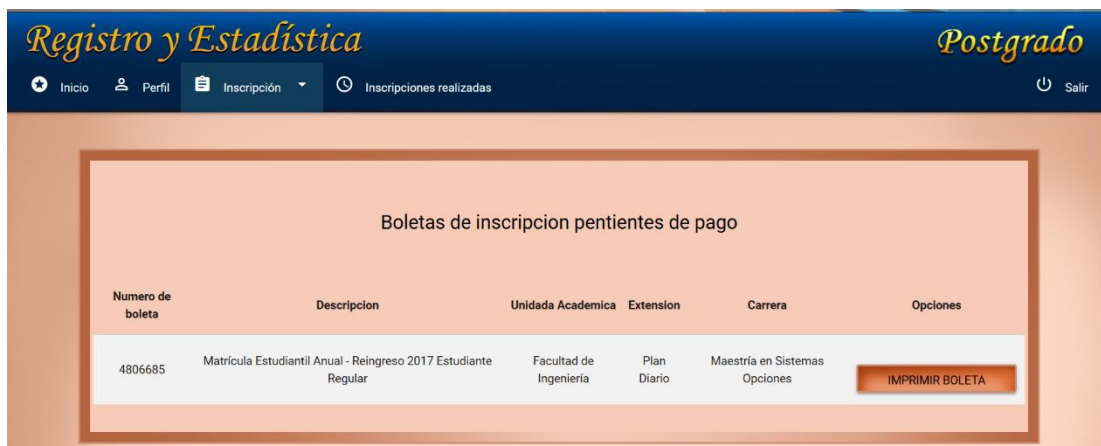 Registro y Estadística
Postgrado
Inicio Perfil Inscripción Inscripciones realizadas Salir
Boletas de inscripcion pentientes de pago
Numero de boleta Descripcion Unidada Academica Extension Carrera Opciones
4806685 Matrícula Estudiantil Anual - Reingreso 2017 Estudiante Regular Facultad de Ingeniería Plan Diario Maestría en Sistemas Opciones IMPRIMIR BOLETA